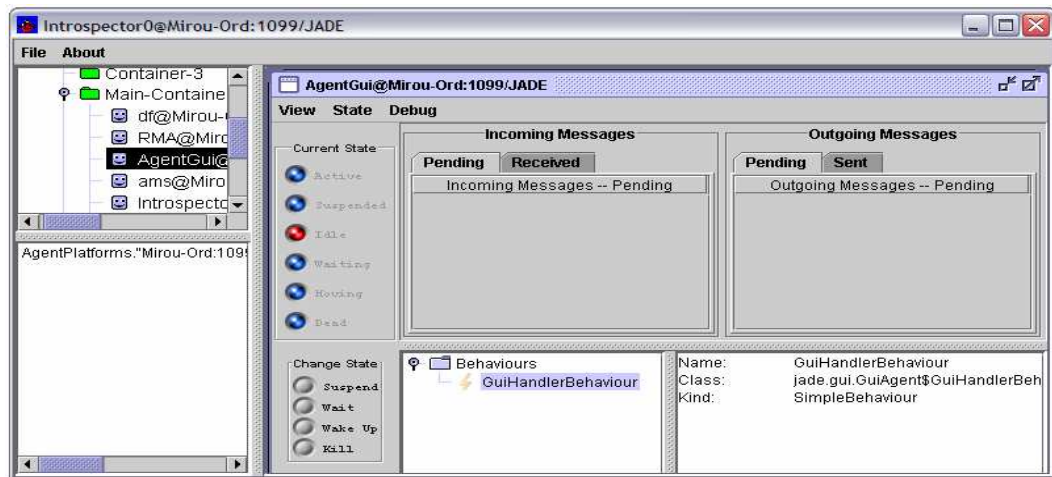 Introspector0@Mirou-Ord:1099/JADE
File About
Container-3
Main-Containe
df@Mirou-
RMA@Miro
AgentGui@
ams@Miro
Introspecto
AgentPlatforms."Mirou-Ord:109
AgentGui@Mirou-Ord:1099/JADE
View State Debug
Current State
Active
Suspended
Idle
Waiting
Moving
Dead
Incoming Messages
Pending Received
Incoming Messages -- Pending
Outgoing Messages
Pending Sent
Outgoing Messages -- Pending
Change State
Suspend
Wait
Wake Up
Kill
Behaviours
GuiHandlerBehaviour
Name: GuiHandlerBehaviour
Class: jade.gui.GuiAgent$GuiHandlerBeh
Kind: SimpleBehaviour